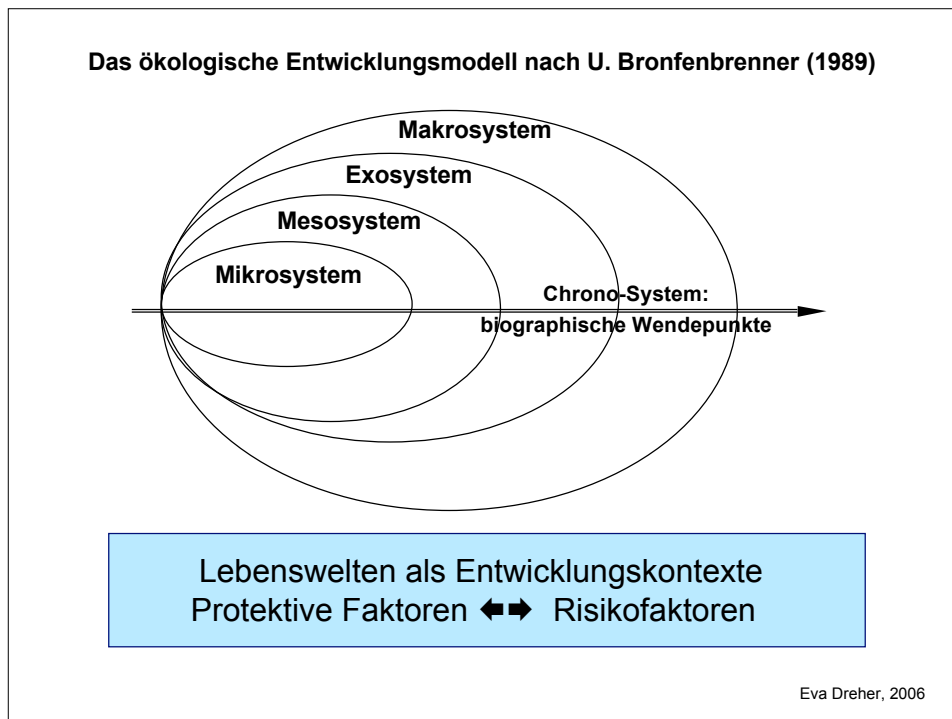 Das ökologische Entwicklungsmodell nach U. Bronfenbrenner (1989)
Makrosystem
Exosystem
Mesosystem
Mikrosystem
Chrono-System:
biographische Wendepunkte
Lebenswelten als Entwicklungskontexte
Protektive Faktoren ⬅➡ Risikofaktoren
Eva Dreher, 2006